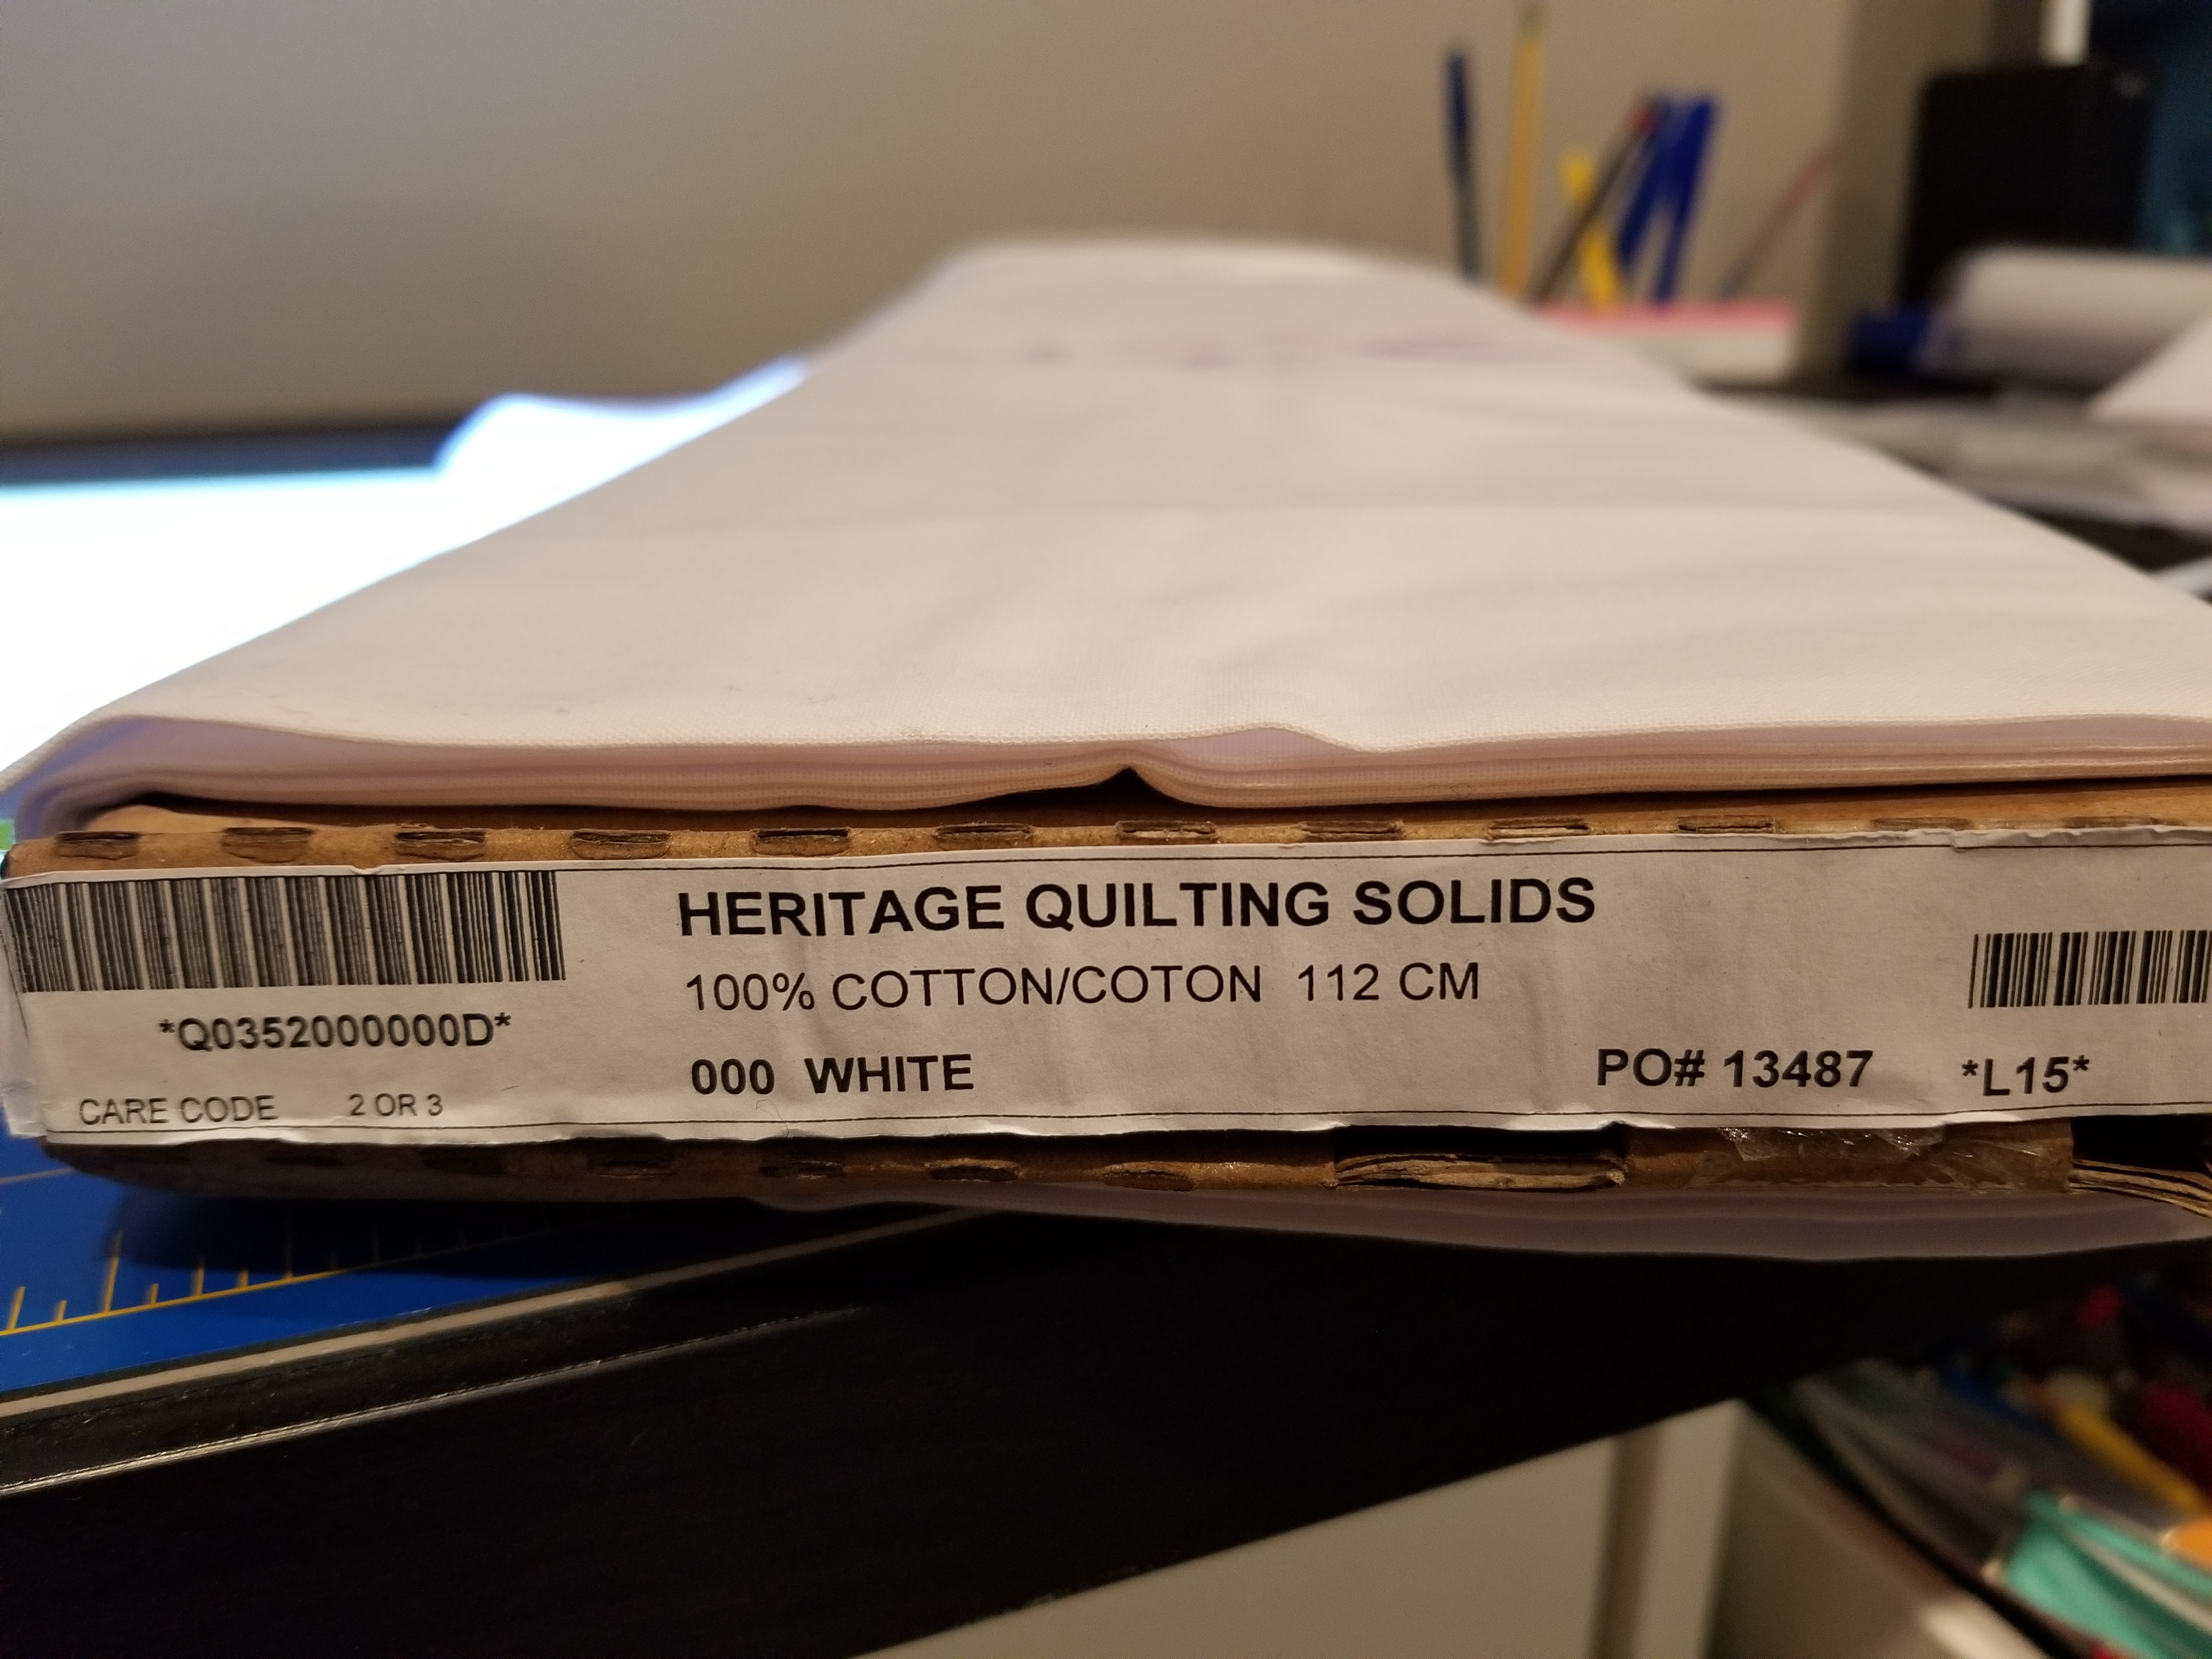 HERITAGE QUILTING SOLIDS
100% COTTON/COTON 112 CM
*Q0352000000D*
000 WHITE
PO# 13487
*L15*
CARE CODE 2 OR 3